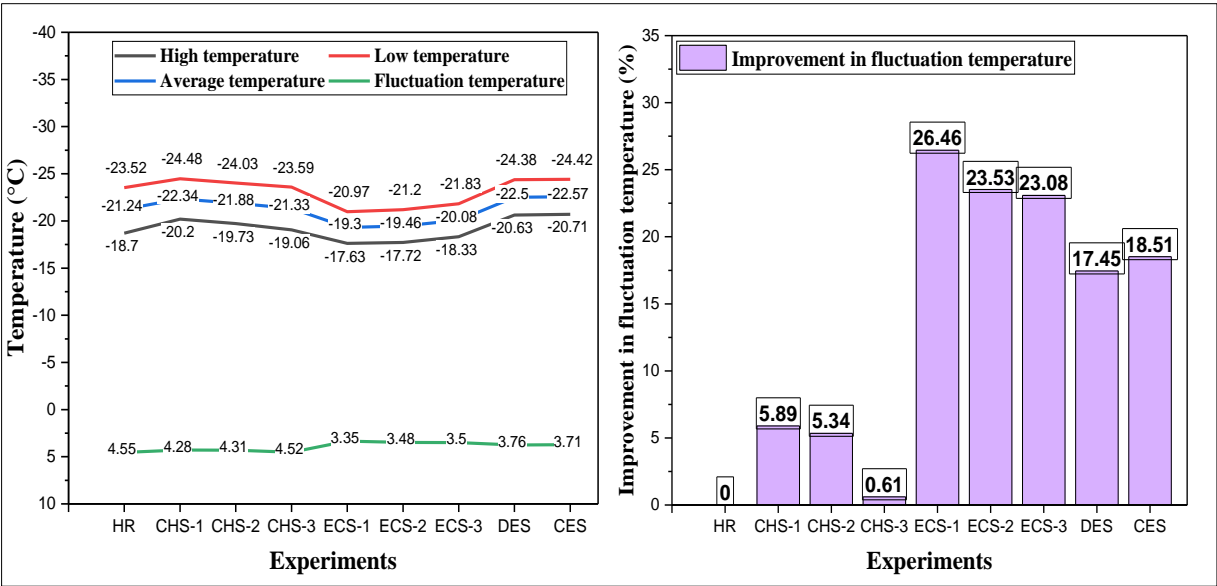 -40
-35
-30
-25
-20
-15
-10
-5
0
5
10
Temperature (°C)
High temperature Low temperature
Average temperature Fluctuation temperature
-23.52 -24.48 -24.03 -23.59 -20.97 -21.2 -21.83 -24.38 -24.42
-21.24 -22.34 -21.88 -21.33 -19.3 -19.46 -20.08 -22.5 -22.57
-18.7 -20.2 -19.73 -19.06 -17.63 -17.72 -18.33 -20.63 -20.71
4.55 4.28 4.31 4.52 3.35 3.48 3.5 3.76 3.71
HR CHS-1 CHS-2 CHS-3 ECS-1 ECS-2 ECS-3 DES CES
Experiments
35
30
25
20
15
10
5
0
Improvement in fluctuation temperature (%)
Improvement in fluctuation temperature
0 5.89 5.34 0.61 26.46 23.53 23.08 17.45 18.51
HR CHS-1 CHS-2 CHS-3 ECS-1 ECS-2 ECS-3 DES CES
Experiments